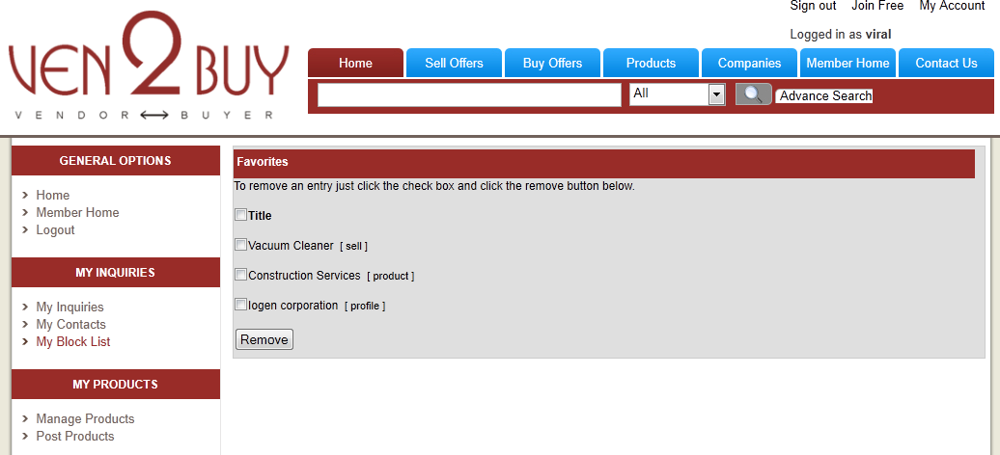 Sign out Join Free My Account
Logged in as viral
VEN2BUY
VENDOR BUYER
Home Sell Offers Buy Offers Products Companies Member Home Contact Us
All Advance Search
GENERAL OPTIONS
Home
Member Home
Logout
MY INQUIRIES
My Inquiries
My Contacts
My Block List
MY PRODUCTS
Manage Products
Post Products
Favorites
To remove an entry just click the check box and click the remove button below.
Title
Vacuum Cleaner [ sell ]
Construction Services [ product ]
Iogen corporation [ profile ]
Remove